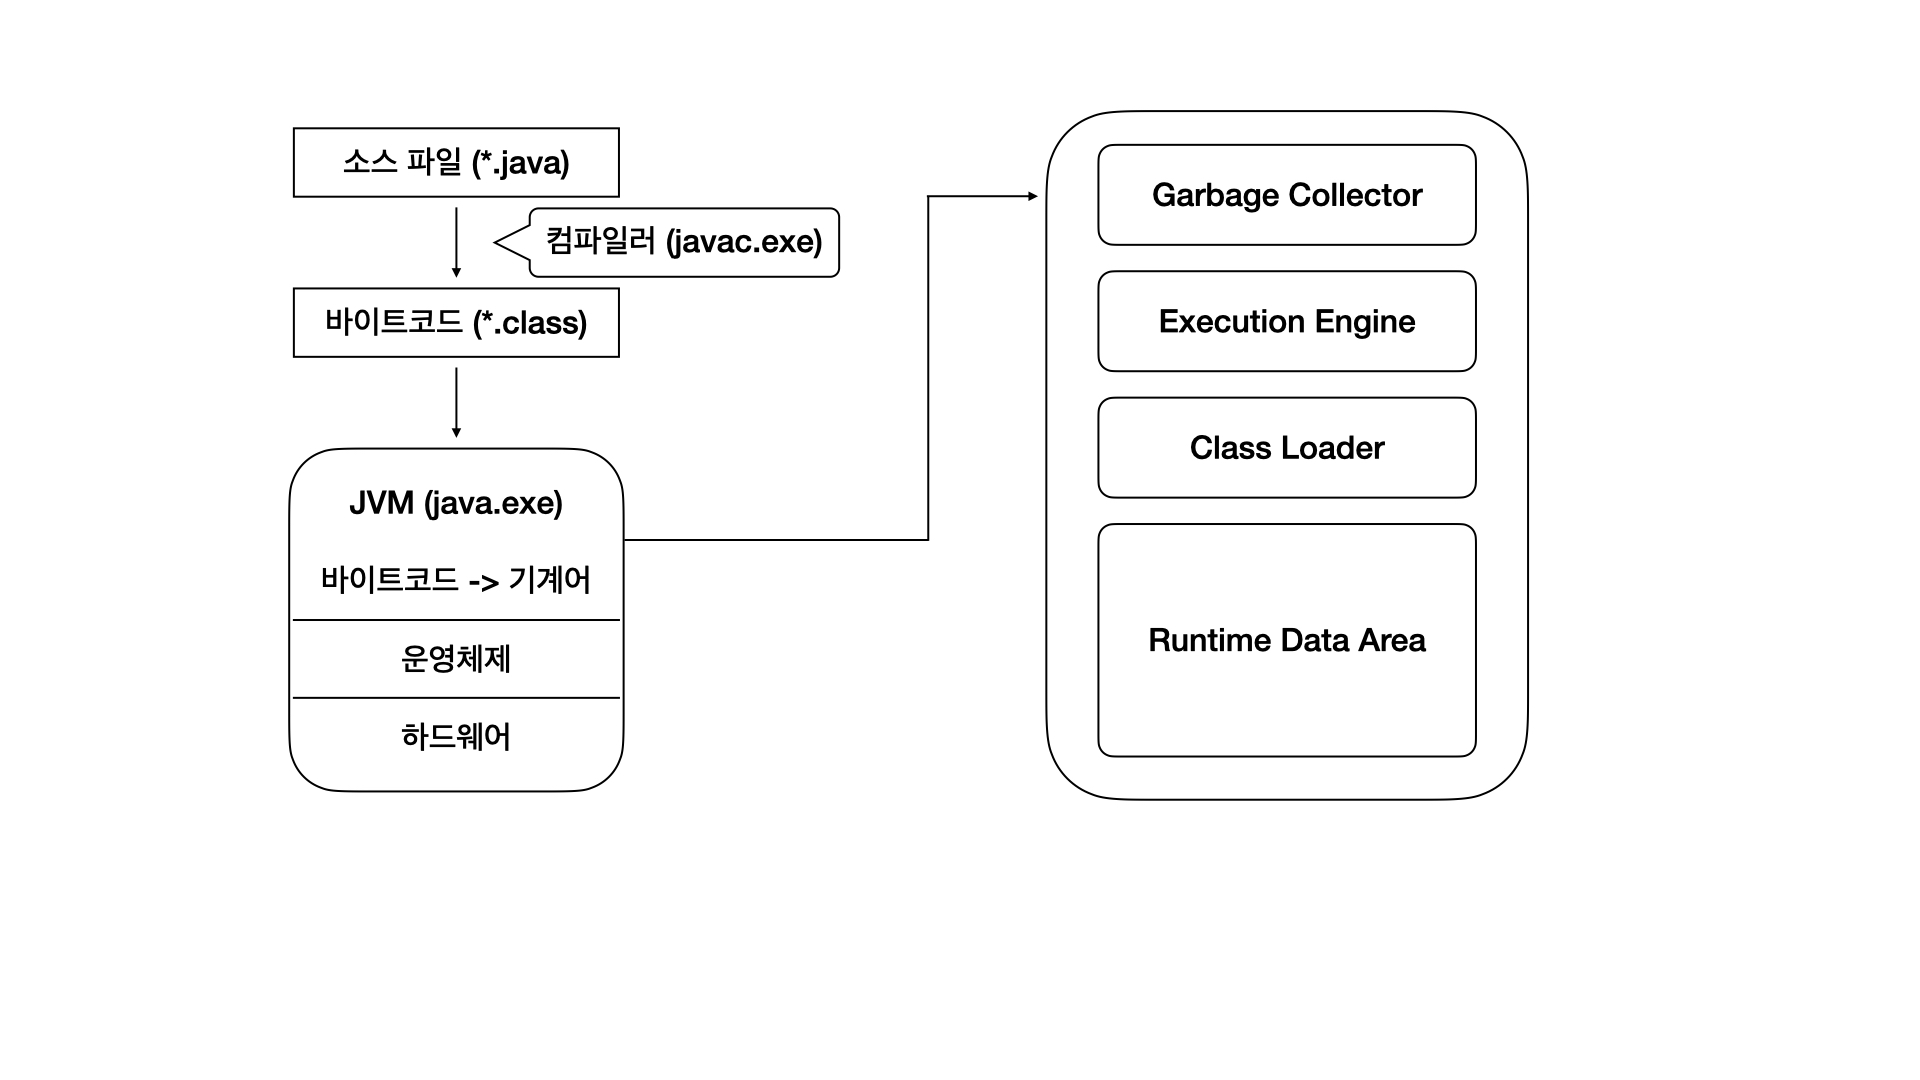 소스 파일 (*.java)
컴파일러 (javac.exe)
바이트코드 (*.class)
JVM (java.exe)
바이트코드 -> 기계어
운영체제
하드웨어
Garbage Collector
Execution Engine
Class Loader
Runtime Data Area